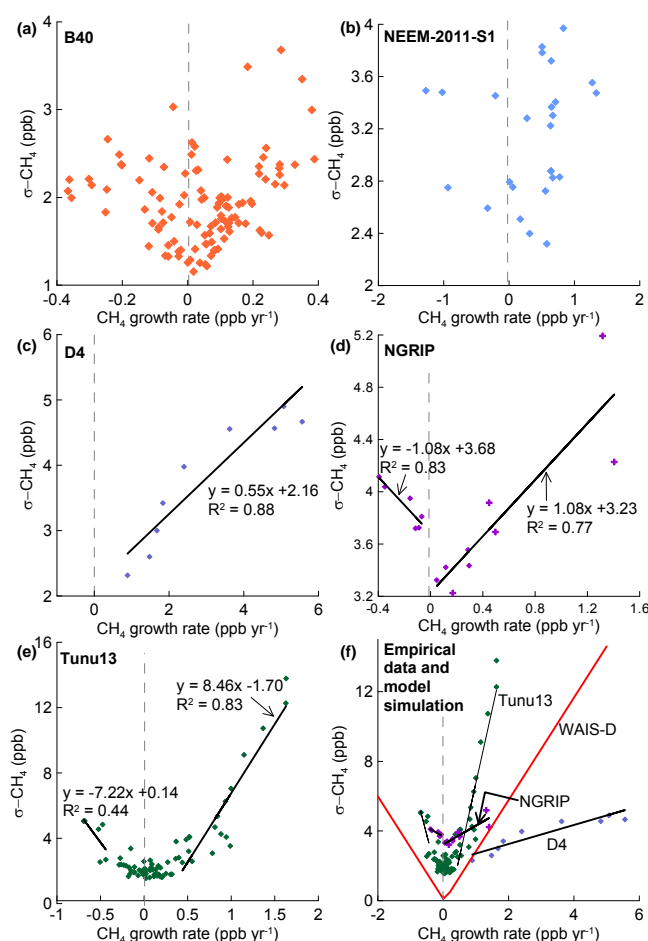 (a)
B40
σ−CH₄ (ppb)
4
3
2
1
-0.4
-0.2
0.0
0.2
0.4
CH₄ growth rate (ppb yr⁻¹)
(b)
NEEM-2011-S1
σ−CH₄ (ppb)
4
3.6
3.2
2.8
2.4
2
-2
-1
0
1
2
CH₄ growth rate (ppb yr⁻¹)
(c)
D4
σ−CH₄ (ppb)
6
5
4
3
2
0
2
4
6
CH₄ growth rate (ppb yr⁻¹)
y = 0.55x +2.16
R² = 0.88
(d)
NGRIP
σ−CH₄ (ppb)
5.2
4.8
4.4
4
3.6
3.2
-0.4
0
0.4
0.8
1.2
1.6
CH₄ growth rate (ppb yr⁻¹)
y = -1.08x +3.68
R² = 0.83
y = 1.08x +3.23
R² = 0.77
(e)
Tunu13
σ−CH₄ (ppb)
16
12
8
4
0
-1
-0.5
0
0.5
1
1.5
2
CH₄ growth rate (ppb yr⁻¹)
y = 8.46x -1.70
R² = 0.83
y = -7.22x +0.14
R² = 0.44
(f)
Empirical
data and
model
simulation
σ−CH₄ (ppb)
14
12
10
8
6
4
2
0
-2
0
2
4
6
CH₄ growth rate (ppb yr⁻¹)
Tunu13
WAIS-D
NGRIP
D4